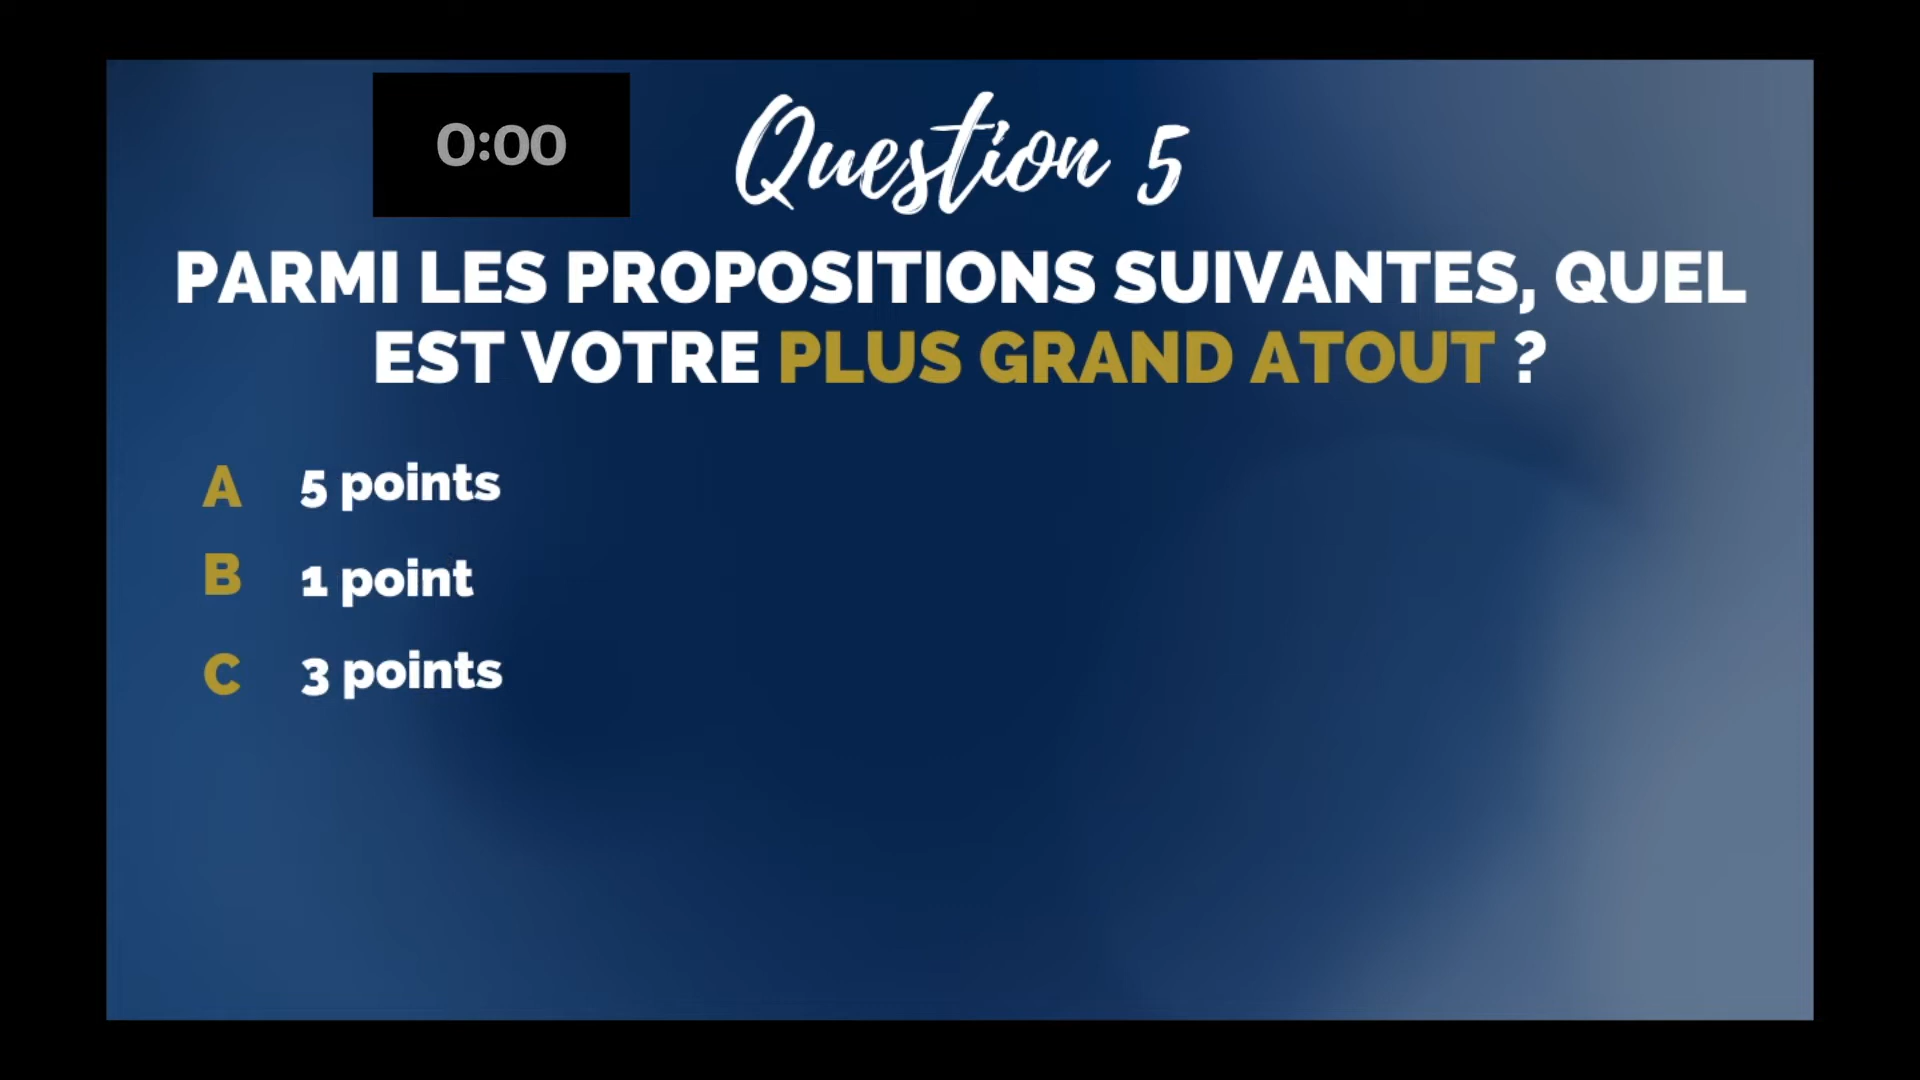 0:00
Question 5
PARMI LES PROPOSITIONS SUIVANTES, QUEL
EST VOTRE PLUS GRAND ATOUT ?
A 5 points
B 1 point
C 3 points